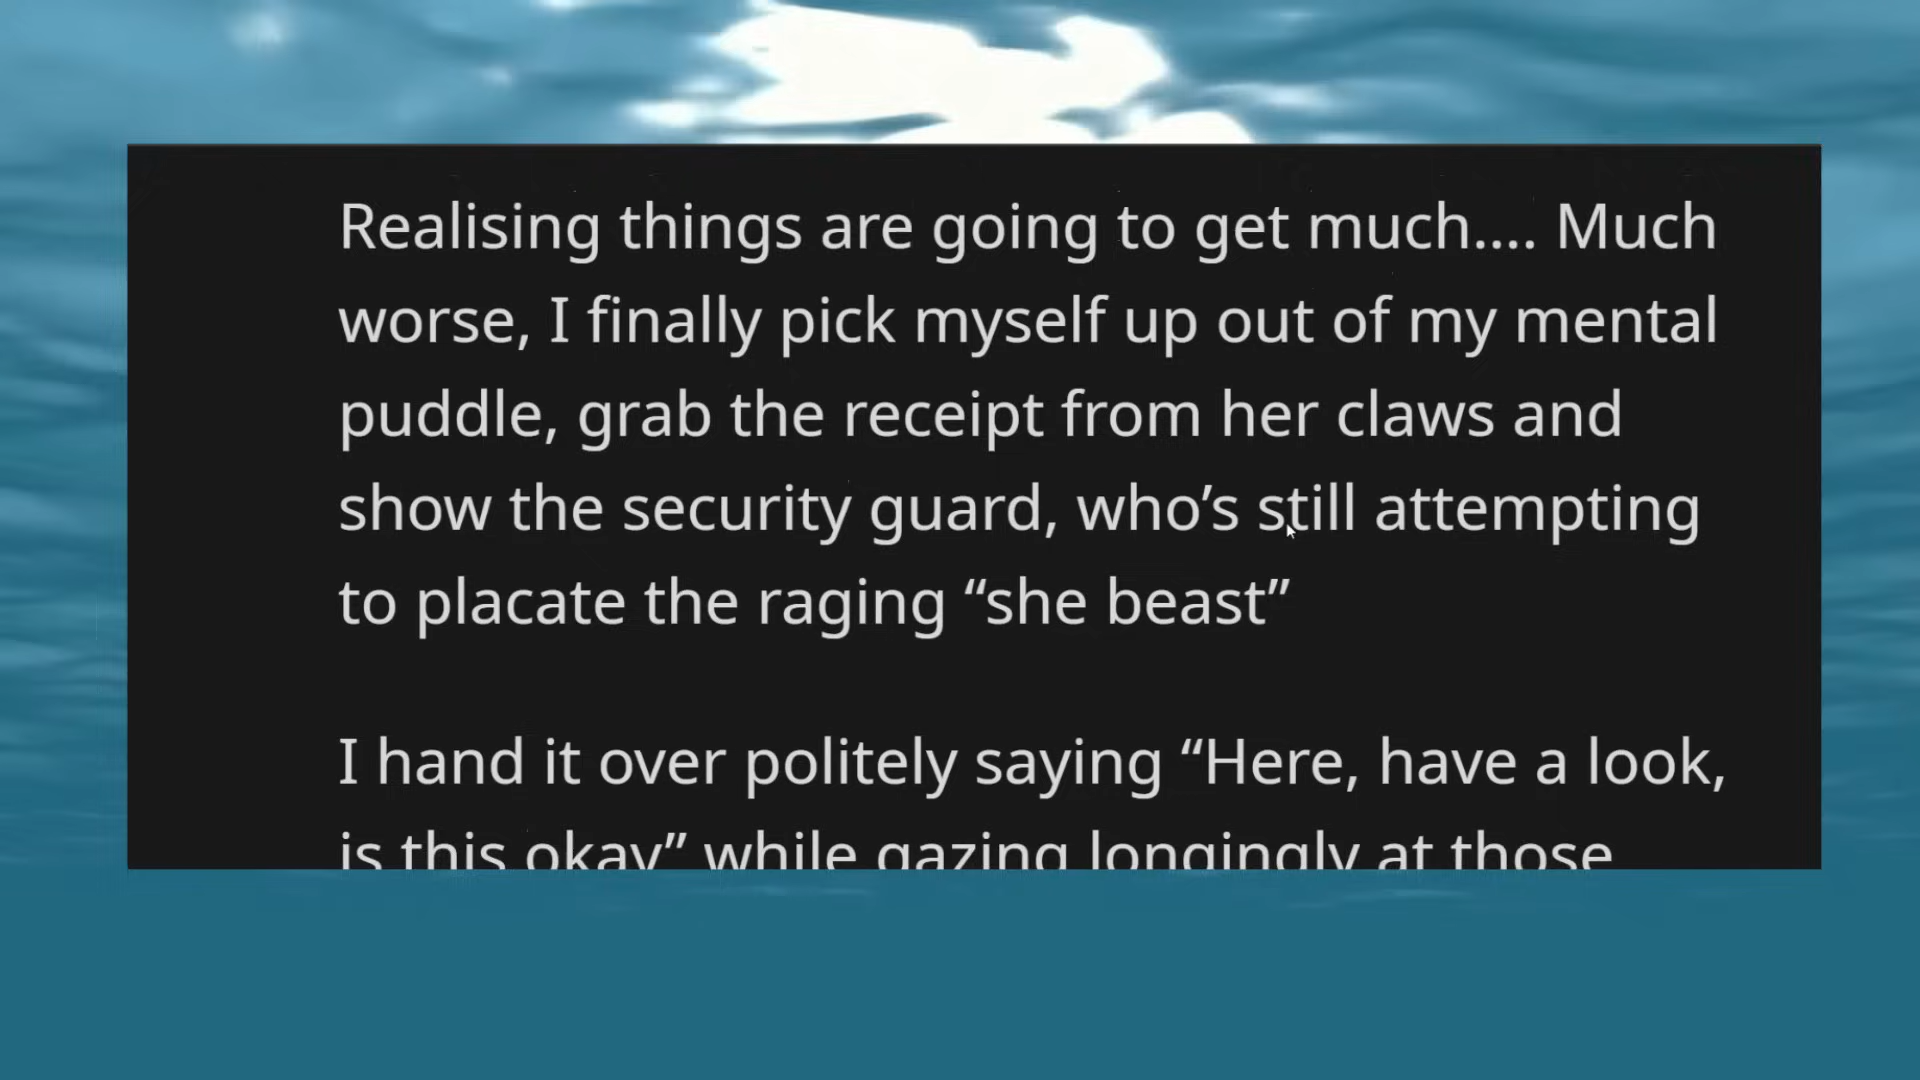 Realising things are going to get much.... Much
worse, I finally pick myself up out of my mental
puddle, grab the receipt from her claws and
show the security guard, who’s still attempting
to placate the raging “she beast”
I hand it over politely saying “Here, have a look,
is this okay” while gazing longingly at those